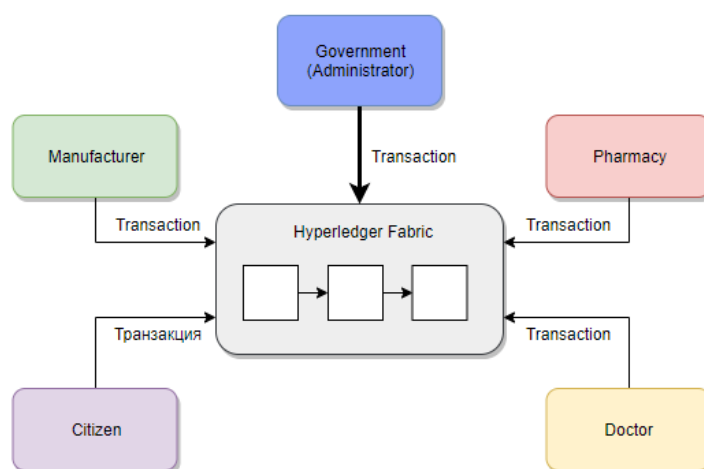 Government
(Administrator)
Manufacturer
Transaction
Pharmacy
Transaction
Hyperledger Fabric
Transaction
Транзакция
Transaction
Citizen
Doctor